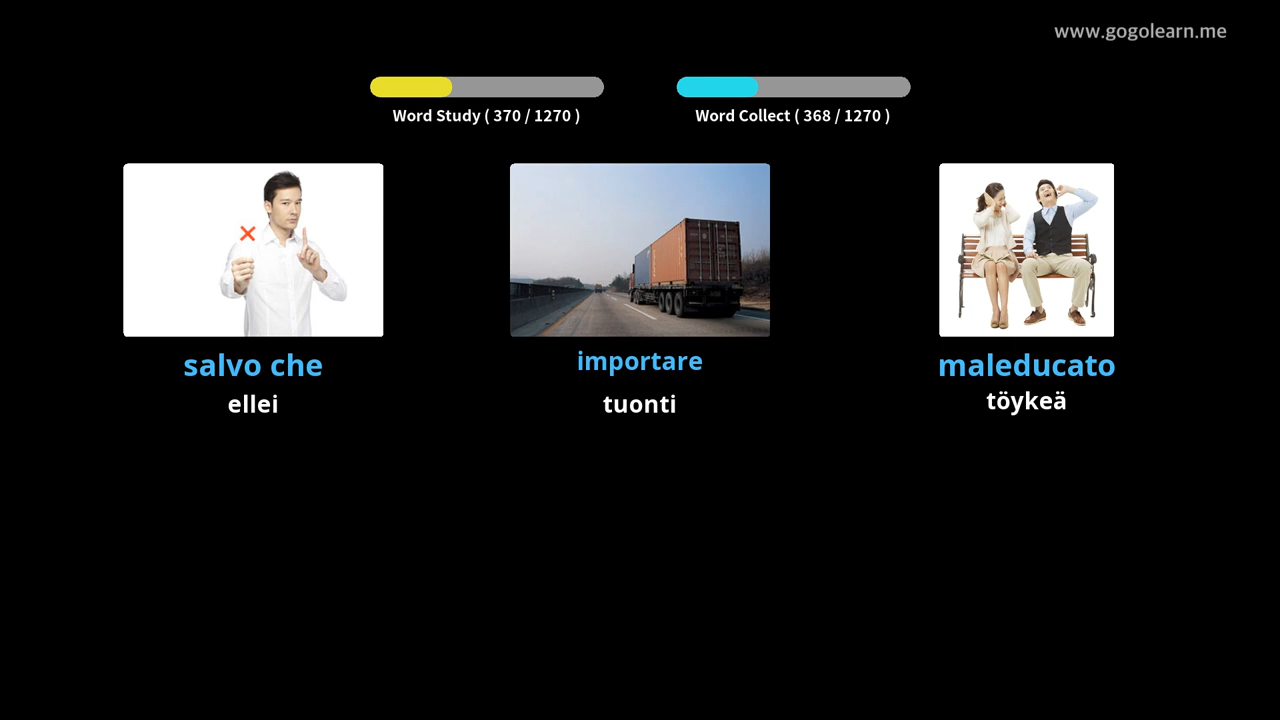 www.gogolearn.me
Word Study ( 370 / 1270 )
Word Collect ( 368 / 1270 )
salvo che
ellei
importare
tuonti
maleducato
töykeä